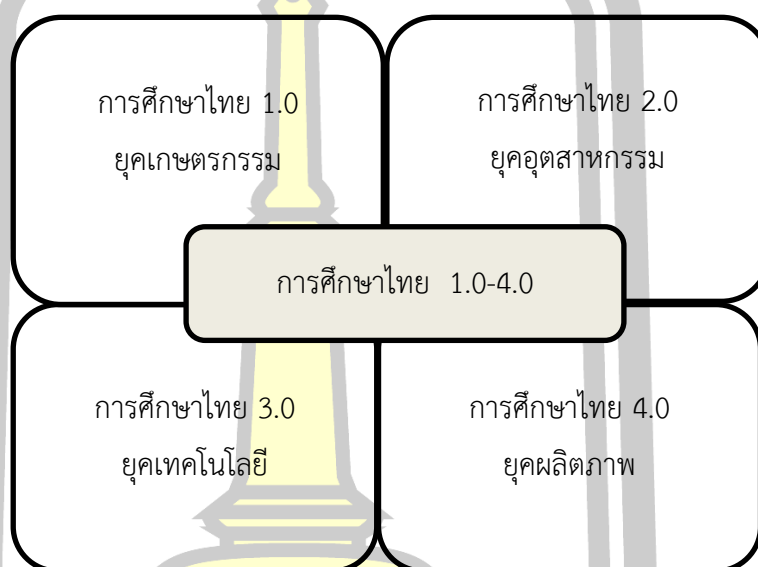 การศึกษาไทย 1.0
ยุคเกษตรกรรม
การศึกษาไทย 2.0
ยุคอุตสาหกรรม
การศึกษาไทย 1.0-4.0
การศึกษาไทย 3.0
ยุคเทคโนโลยี
การศึกษาไทย 4.0
ยุคผลิตภาพ